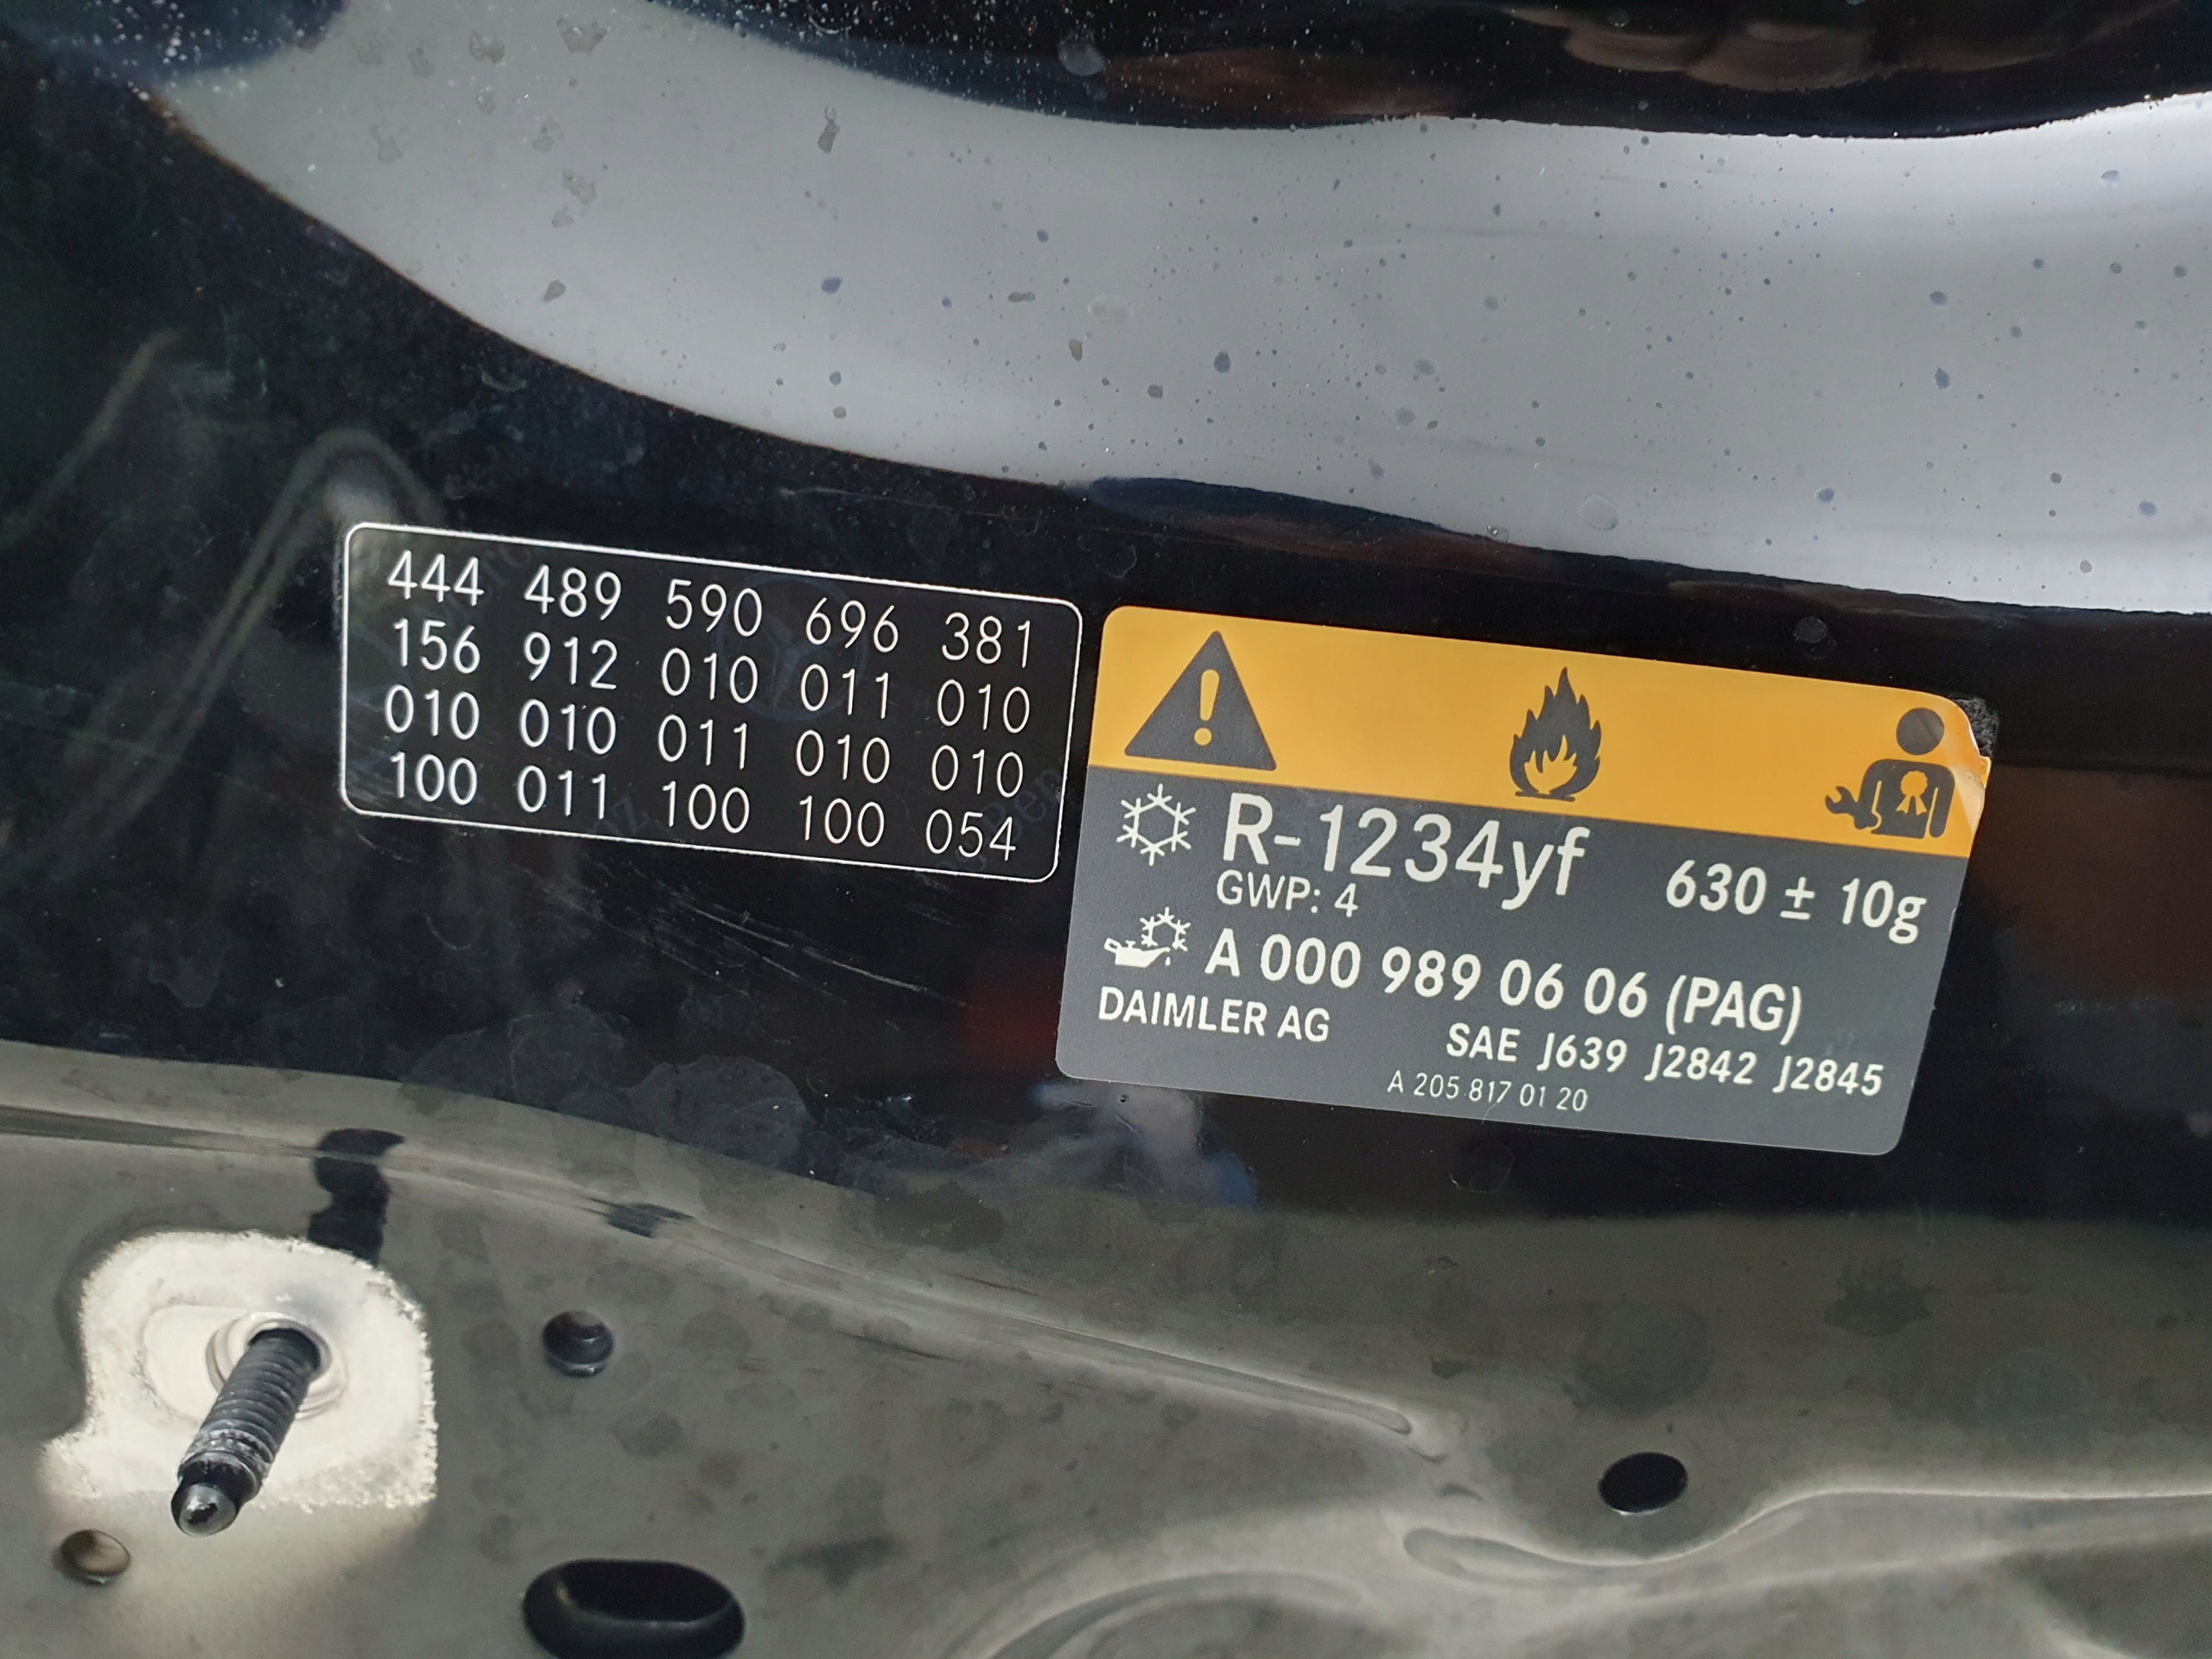 444 489 590 696 381
156 912 010 011 010
010 010 011 010 010
100 011 100 100 054
R-1234yf 630 ± 10g
GWP: 4
A 000 989 06 06 (PAG)
DAIMLER AG SAE J639 J2842 J2845
A 205 817 01 20